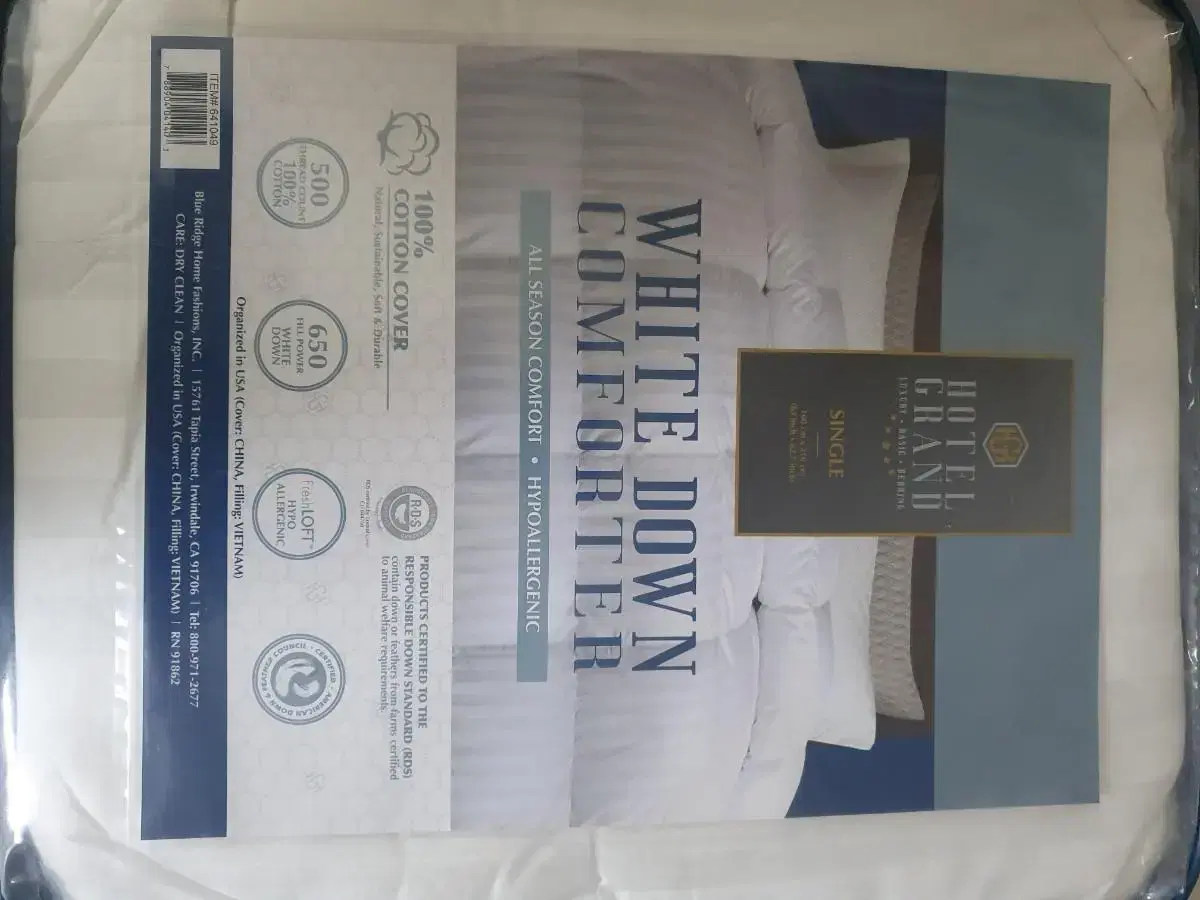 HOTEL
GRAND
LUXURY • BASIC • BEDDING
SINGLE
WHITE DOWN
COMFORTER
ALL SEASON COMFORT • HYPOALLERGENIC
100%
COTTON COVER
Natural, Sustainable, Soft & Durable
R·D·S
PRODUCTS CERTIFIED TO THE
RESPONSIBLE DOWN STANDARD (RDS)
contain down or feathers from farms certified
to animal welfare requirements.
500
THREAD COUNT
100%
COTTON
650
FILL POWER
WHITE
DOWN
FreshLOFT™
HYPO
ALLERGENIC
CERTIFIED • AMERICAN DOWN & FEATHER COUNCIL •
Organized in USA (Cover: CHINA, Filling: VIETNAM)
ITEM# 641049
Blue Ridge Home Fashions, INC. | 15761 Tapia Street, Irwindale, CA 91706 | Tel: 800-971-2677
CARE: DRY CLEAN | Organized in USA (Cover: CHINA, Filling: VIETNAM) | RN 91862